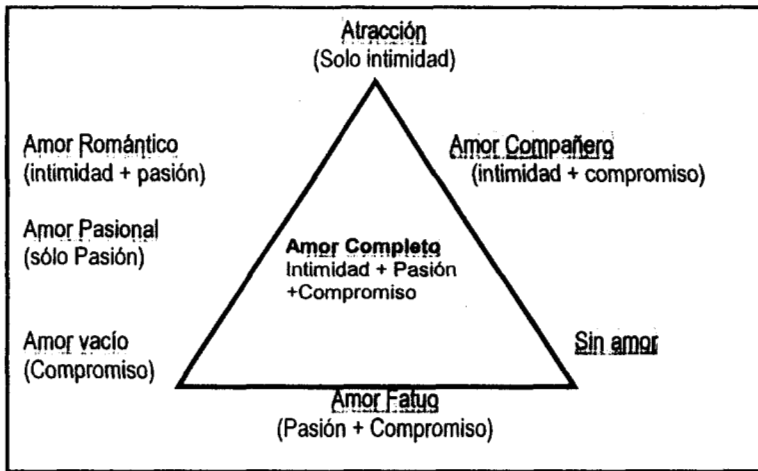 Atracción
(Solo intimidad)
Amor Romántico
(intimidad + pasión)
Amor Compañero
(intimidad + compromiso)
Amor Pasional
(sólo Pasión)
Amor Completo
Intimidad + Pasión
+Compromiso
Amor vacío
(Compromiso)
Sin amor
Amor Fatuo
(Pasión + Compromiso)